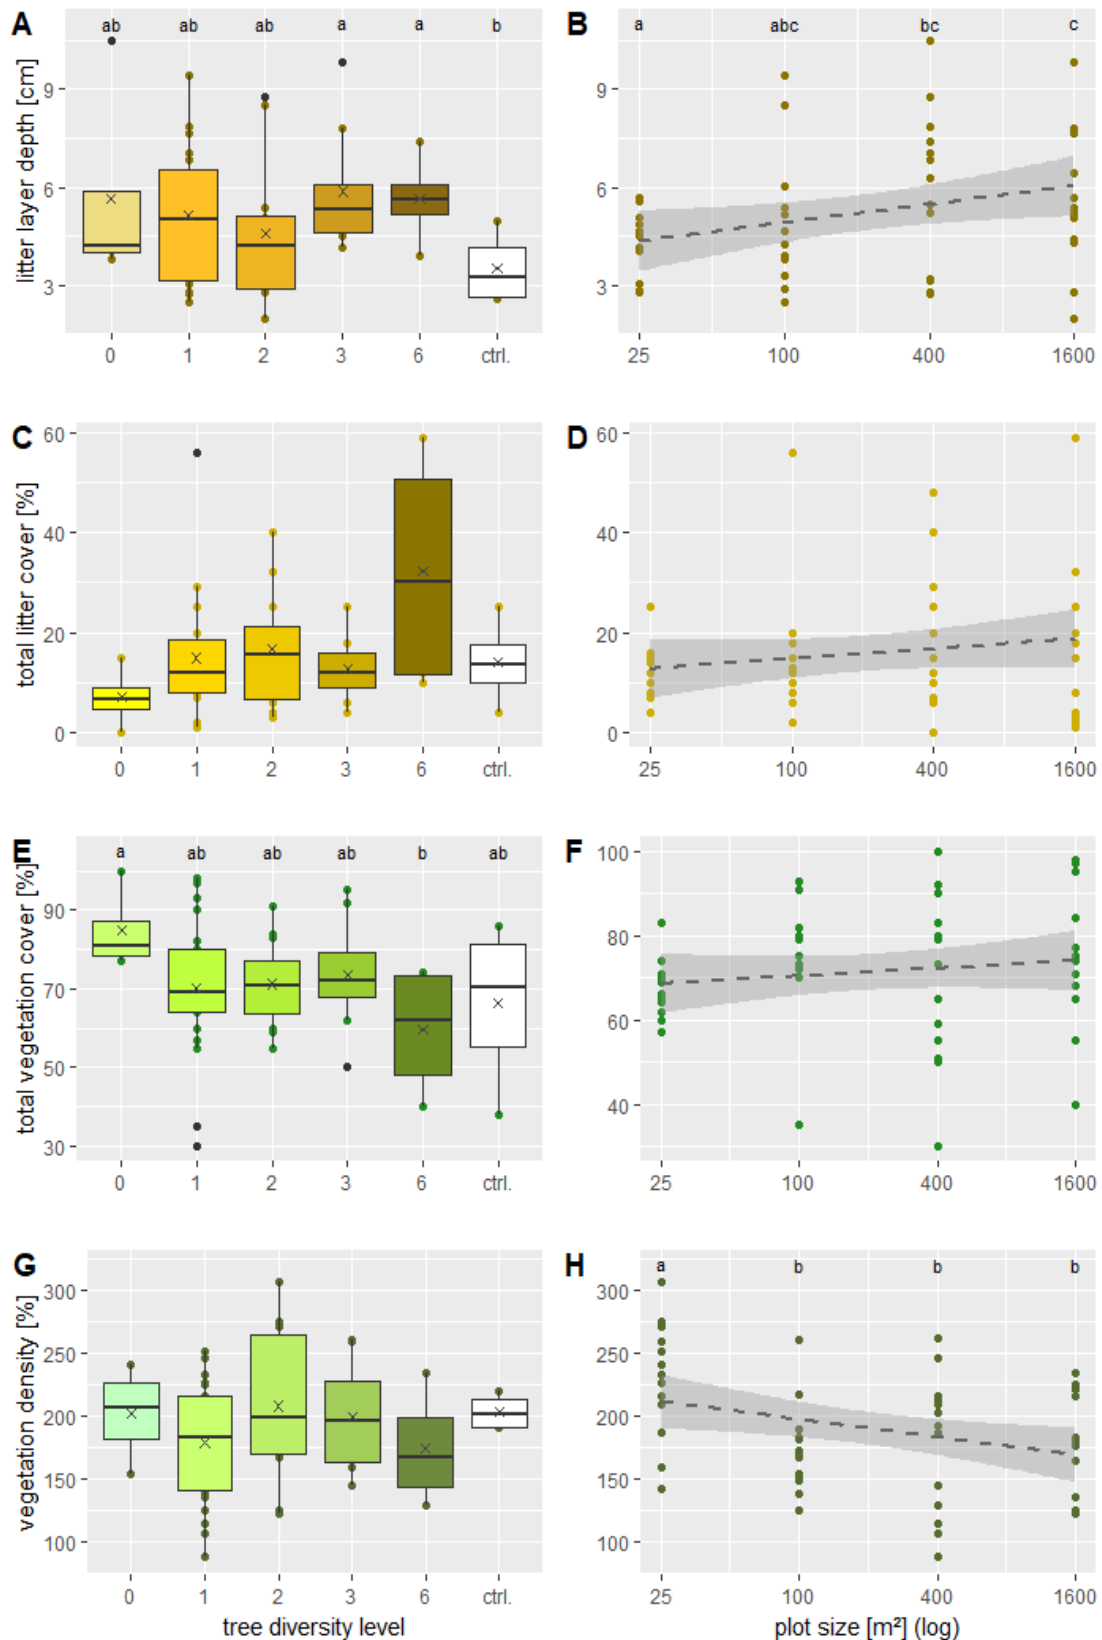 A
litter layer depth [cm]
ab ab ab a a b
9
6
3
0 1 2 3 6 ctrl.
B
a abc bc c
9
6
3
25 100 400 1600
C
total litter cover [%]
60
40
20
0
0 1 2 3 6 ctrl.
D
60
40
20
0
25 100 400 1600
E
total vegetation cover [%]
a ab ab ab b ab
90
70
50
30
0 1 2 3 6 ctrl.
F
100
80
60
40
25 100 400 1600
G
vegetation density [%]
300
250
200
150
100
0 1 2 3 6 ctrl.
tree diversity level
H
a b b b
300
250
200
150
100
25 100 400 1600
plot size [m²] (log)